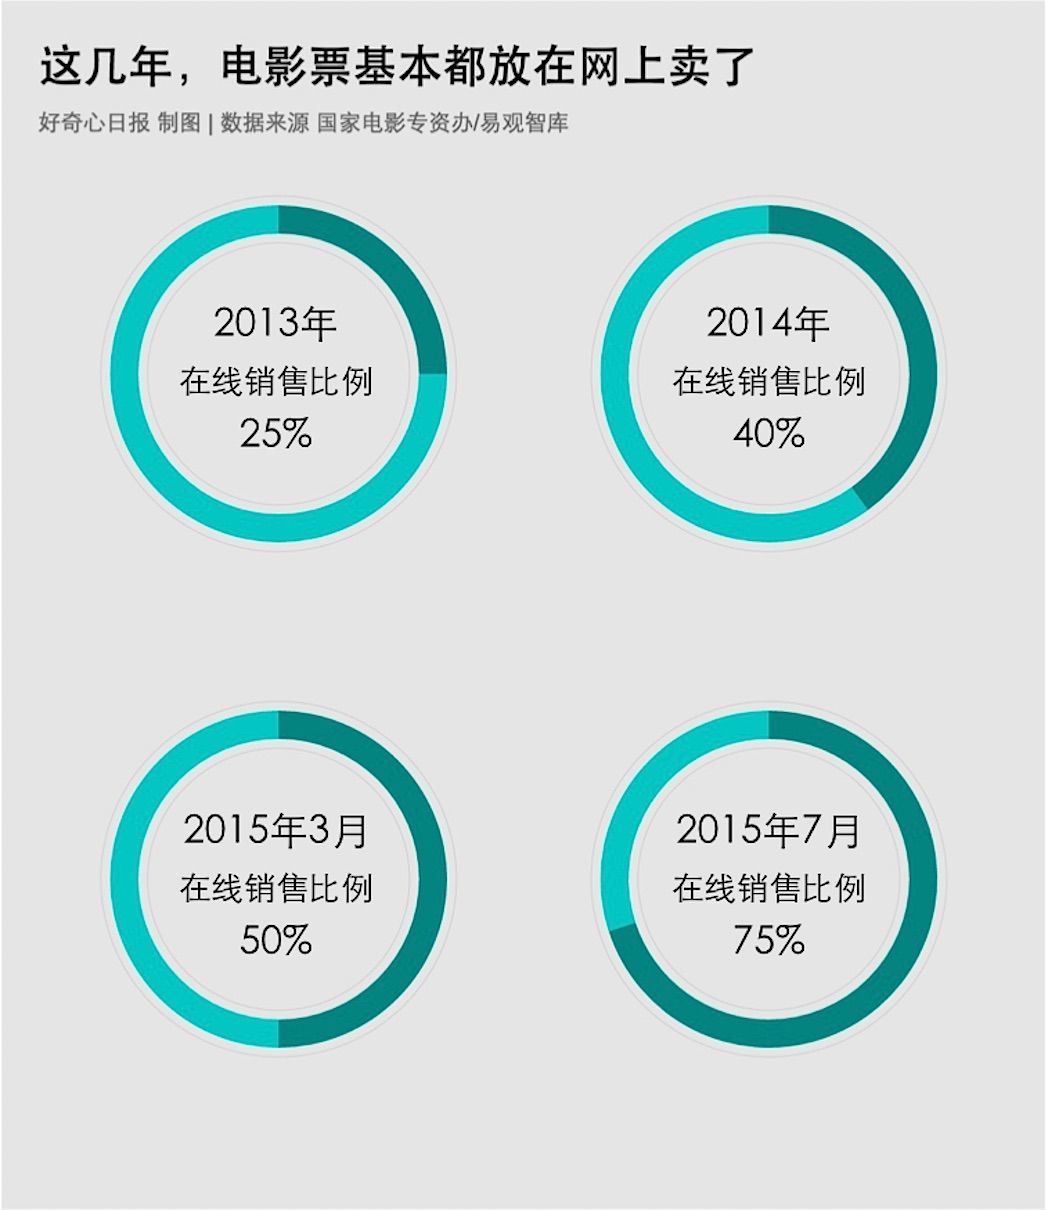 这几年，电影票基本都放在网上卖了
好奇心日报 制图 | 数据来源 国家电影专资办/易观智库
2013年
在线销售比例
25%
2014年
在线销售比例
40%
2015年3月
在线销售比例
50%
2015年7月
在线销售比例
75%